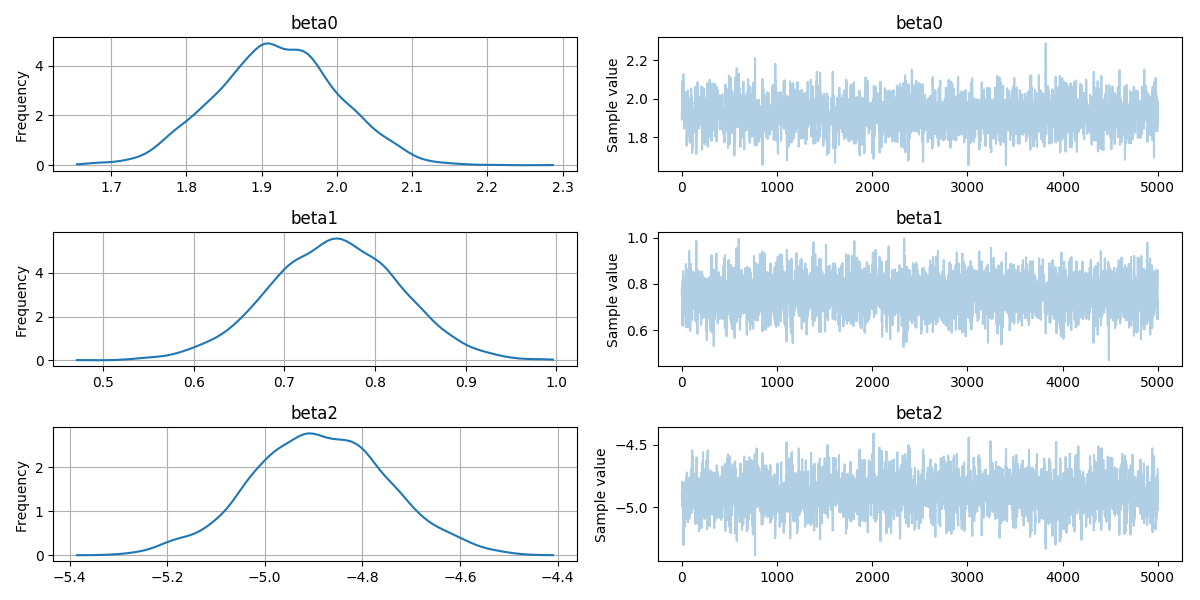 beta0
Frequency
4
2
0
1.7 1.8 1.9 2.0 2.1 2.2 2.3
beta0
Sample value
2.2
2.0
1.8
0 1000 2000 3000 4000 5000
beta1
Frequency
4
2
0
0.5 0.6 0.7 0.8 0.9 1.0
beta1
Sample value
1.0
0.8
0.6
0 1000 2000 3000 4000 5000
beta2
Frequency
2
1
0
−5.4 −5.2 −5.0 −4.8 −4.6 −4.4
beta2
Sample value
−4.5
−5.0
0 1000 2000 3000 4000 5000